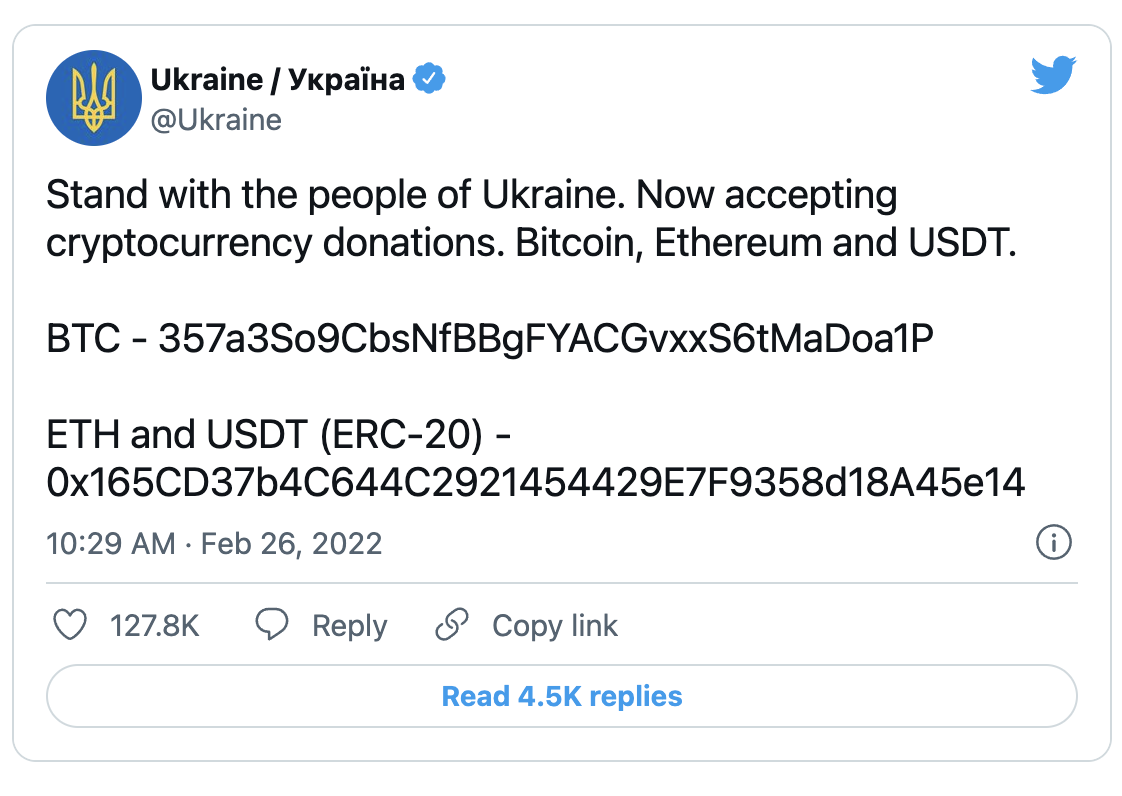 Ukraine / Україна
@Ukraine
Stand with the people of Ukraine. Now accepting
cryptocurrency donations. Bitcoin, Ethereum and USDT.
BTC - 357a3So9CbsNfBBgFYACGvxxS6tMaDoa1P
ETH and USDT (ERC-20) -
0x165CD37b4C644C2921454429E7F9358d18A45e14
10:29 AM · Feb 26, 2022
127.8K Reply Copy link
Read 4.5K replies